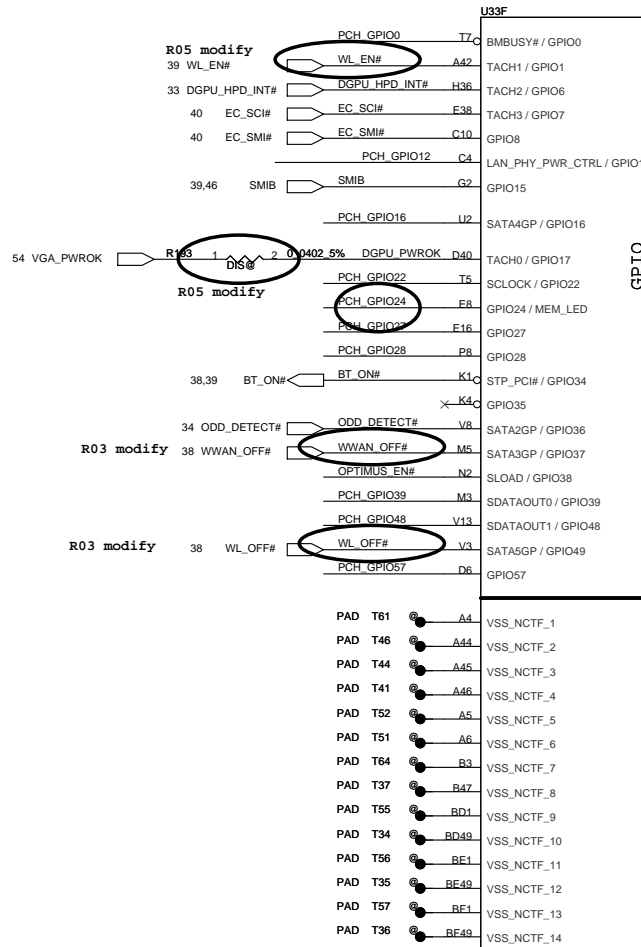 U33F
PCH_GPIO0 T7 BMBUSY# / GPIO0
R05 modify
39 WL_EN# WL_EN# A42 TACH1 / GPIO1
33 DGPU_HPD_INT# DGPU_HPD_INT# H36 TACH2 / GPIO6
40 EC_SCI# EC_SCI# E38 TACH3 / GPIO7
40 EC_SMI# EC_SMI# C10 GPIO8
PCH_GPIO12 C4 LAN_PHY_PWR_CTRL / GPIO1
39,46 SMIB SMIB G2 GPIO15
PCH_GPIO16 U2 SATA4GP / GPIO16
GPIO
54 VGA_PWROK R193 1 2 0_0402_5% DGPU_PWROK D40 TACH0 / GPIO17
DIS@
PCH_GPIO22 T5 SCLOCK / GPIO22
R05 modify
PCH_GPIO24 E8 GPIO24 / MEM_LED
PCH_GPIO27 E16 GPIO27
PCH_GPIO28 P8 GPIO28
38,39 BT_ON# BT_ON# K1 STP_PCI# / GPIO34
K4 GPIO35
34 ODD_DETECT# ODD_DETECT# V8 SATA2GP / GPIO36
R03 modify 38 WWAN_OFF# WWAN_OFF# M5 SATA3GP / GPIO37
OPTIMUS_EN# N2 SLOAD / GPIO38
PCH_GPIO39 M3 SDATAOUT0 / GPIO39
PCH_GPIO48 V13 SDATAOUT1 / GPIO48
R03 modify 38 WL_OFF# WL_OFF# V3 SATA5GP / GPIO49
PCH_GPIO57 D6 GPIO57
PAD T61 @ A4 VSS_NCTF_1
PAD T46 @ A44 VSS_NCTF_2
PAD T44 @ A45 VSS_NCTF_3
PAD T41 @ A46 VSS_NCTF_4
PAD T52 @ A5 VSS_NCTF_5
PAD T51 @ A6 VSS_NCTF_6
PAD T64 @ B3 VSS_NCTF_7
PAD T37 @ B47 VSS_NCTF_8
PAD T55 @ BD1 VSS_NCTF_9
PAD T34 @ BD49 VSS_NCTF_10
PAD T56 @ BE1 VSS_NCTF_11
PAD T35 @ BE49 VSS_NCTF_12
PAD T57 @ BF1 VSS_NCTF_13
PAD T36 @ BF49 VSS_NCTF_14